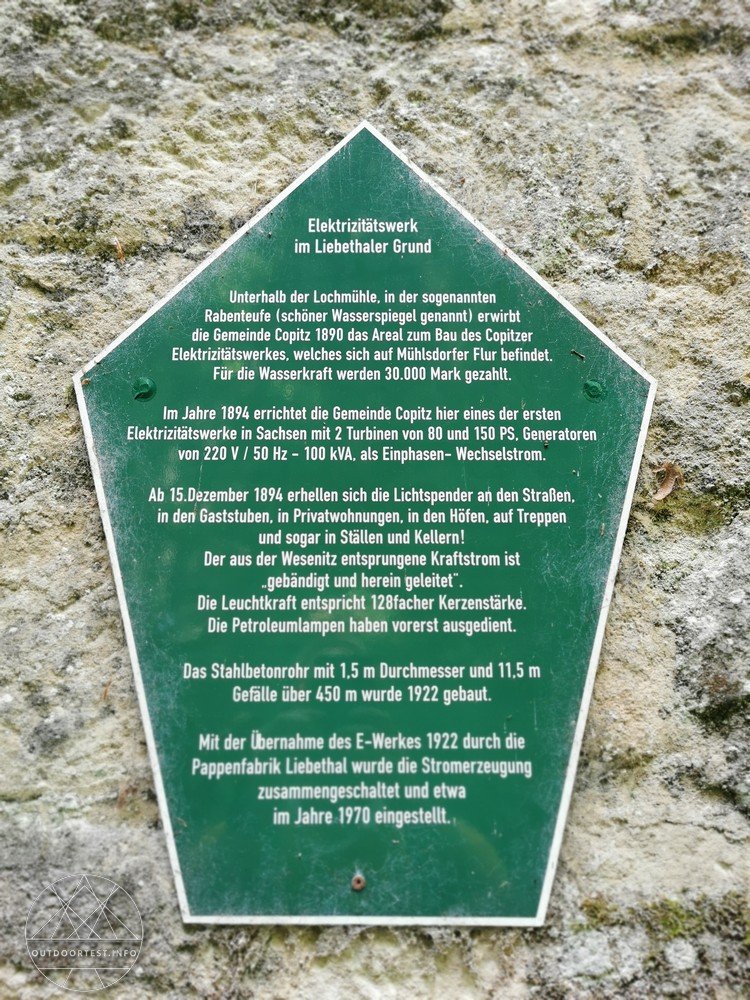 Elektrizitätswerk
im Liebethaler Grund
Unterhalb der Lochmühle, in der sogenannten
Rabenteufe (schöner Wasserspiegel genannt) erwirbt
die Gemeinde Copitz 1890 das Areal zum Bau des Copitzer
Elektrizitätswerkes, welches sich auf Mühlsdorfer Flur befindet.
Für die Wasserkraft werden 30.000 Mark gezahlt.
Im Jahre 1894 errichtet die Gemeinde Copitz hier eines der ersten
Elektrizitätswerke in Sachsen mit 2 Turbinen von 80 und 150 PS, Generatoren
von 220 V / 50 Hz - 100 kVA, als Einphasen- Wechselstrom.
Ab 15.Dezember 1894 erhellen sich die Lichtspender an den Straßen,
in den Gaststuben, in Privatwohnungen, in den Höfen, auf Treppen
und sogar in Ställen und Kellern!
Der aus der Wesenitz entsprungene Kraftstrom ist
„gebändigt und herein geleitet".
Die Leuchtkraft entspricht 128facher Kerzenstärke.
Die Petroleumlampen haben vorerst ausgedient.
Das Stahlbetonrohr mit 1,5 m Durchmesser und 11,5 m
Gefälle über 450 m wurde 1922 gebaut.
Mit der Übernahme des E-Werkes 1922 durch die
Pappenfabrik Liebethal wurde die Stromerzeugung
zusammengeschaltet und etwa
im Jahre 1970 eingestellt.
OUTDOORTEST.INFO